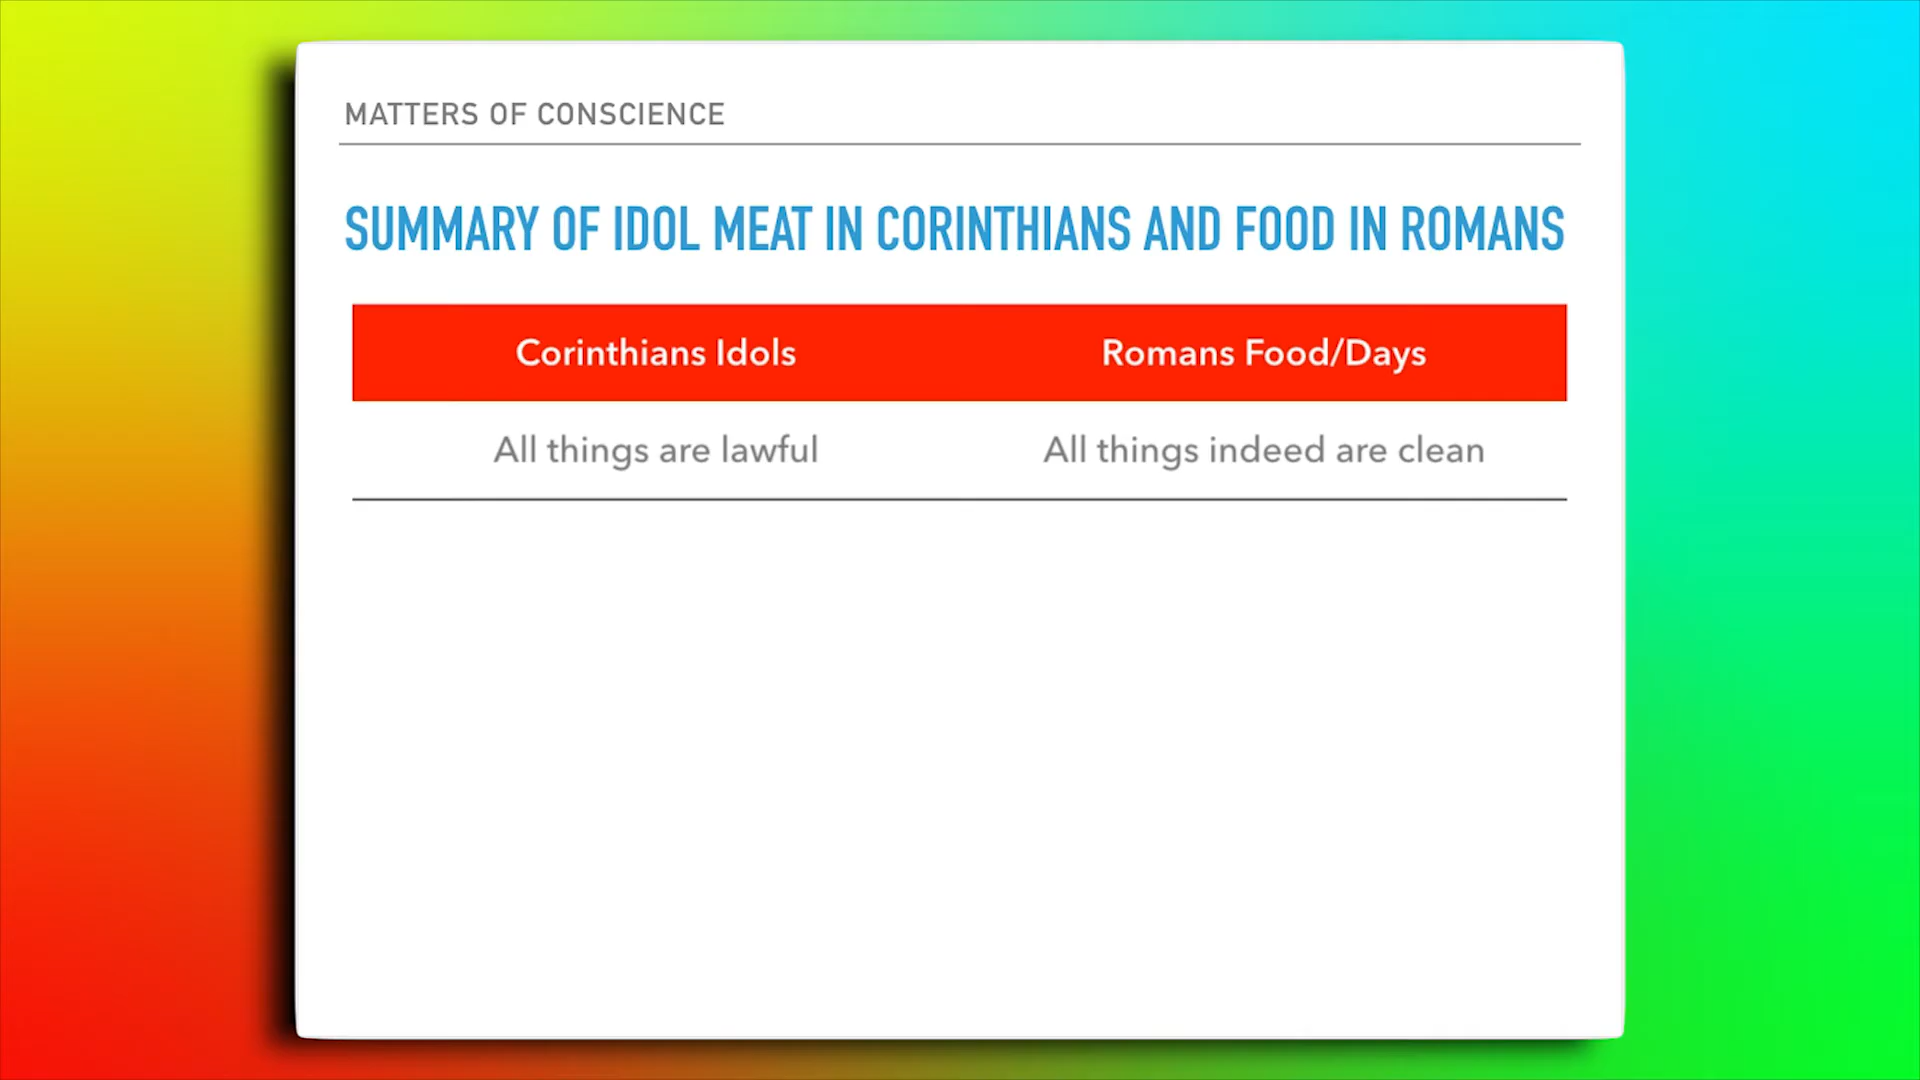 MATTERS OF CONSCIENCE
SUMMARY OF IDOL MEAT IN CORINTHIANS AND FOOD IN ROMANS
Corinthians Idols Romans Food/Days
All things are lawful All things indeed are clean